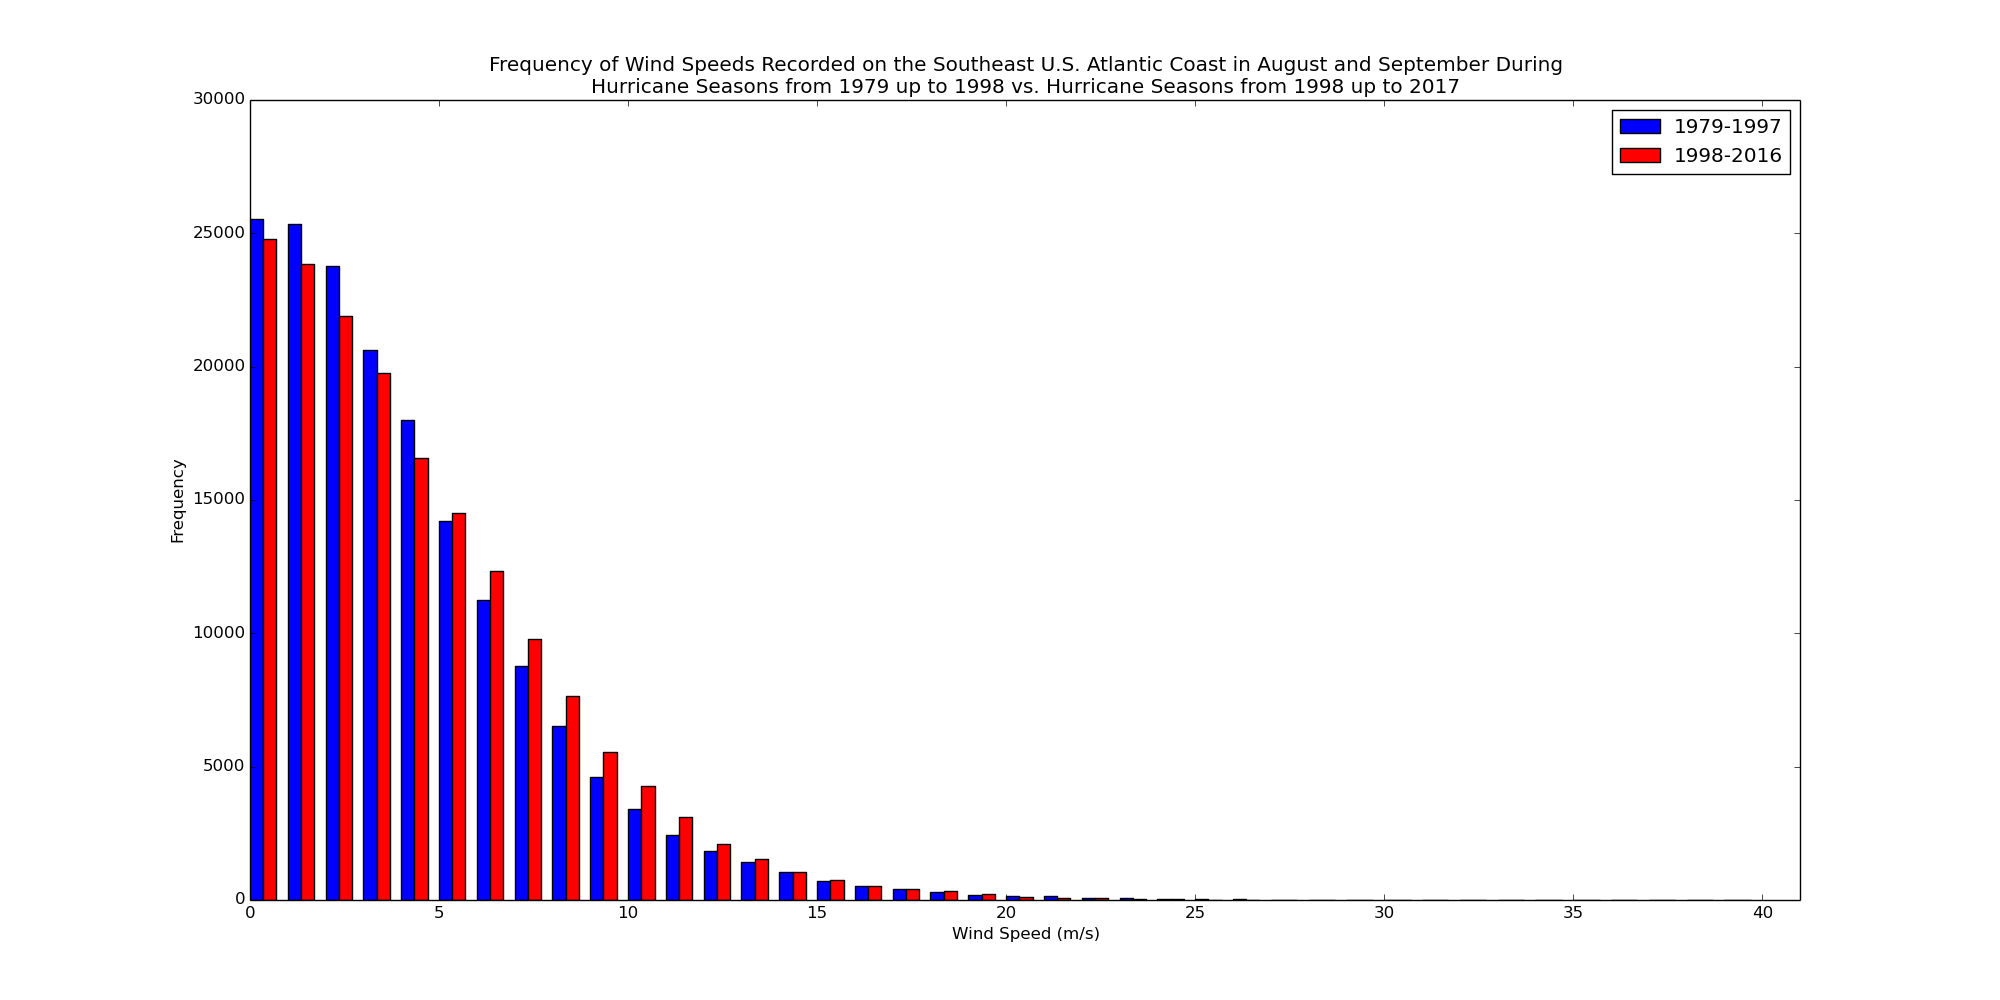 Frequency of Wind Speeds Recorded on the Southeast U.S. Atlantic Coast in August and September During
Hurricane Seasons from 1979 up to 1998 vs. Hurricane Seasons from 1998 up to 2017
30000
25000
20000
15000
10000
5000
0
Frequency
1979-1997
1998-2016
0 5 10 15 20 25 30 35 40
Wind Speed (m/s)